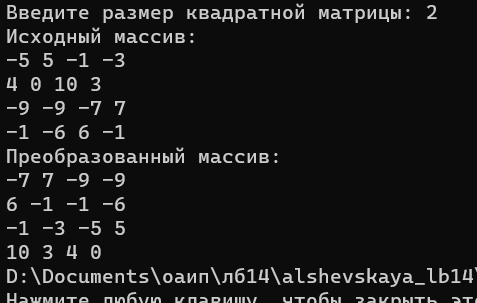 Введите размер квадратной матрицы: 2
Исходный массив:
-5 5 -1 -3
4 0 10 3
-9 -9 -7 7
-1 -6 6 -1
Преобразованный массив:
-7 7 -9 -9
6 -1 -1 -6
-1 -3 -5 5
10 3 4 0
D:\Documents\оаип\лб14\alshevskaya_lb14\
Нажмите любую клавишу, чтобы закрыть это